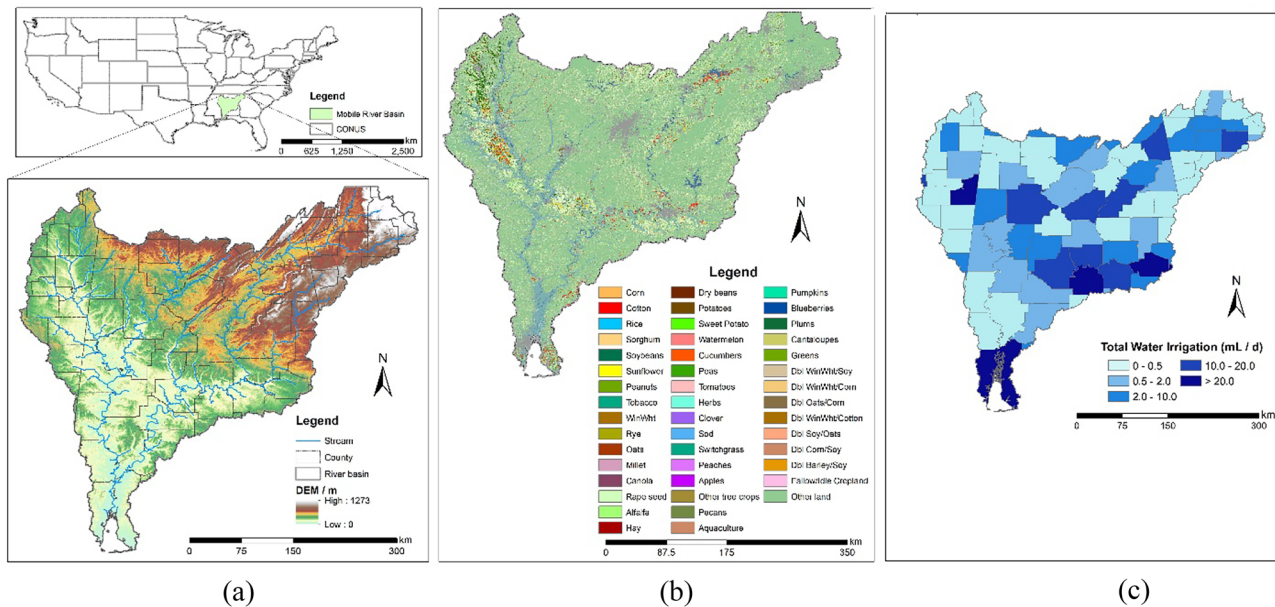 Legend
Mobile River Basin
CONUS
km
0 625 1,250 2,500
N
Legend
Stream
County
River basin
DEM / m
High : 1273
Low : 0
km
0 75 150 300
(a)
N
Legend
Corn
Cotton
Rice
Sorghum
Soybeans
Sunflower
Peanuts
Tobacco
WinWht
Rye
Oats
Millet
Canola
Rape seed
Alfalfa
Hay
Dry beans
Potatoes
Sweet Potato
Watermelon
Cucumbers
Peas
Tomatoes
Herbs
Clover
Sod
Switchgrass
Peaches
Apples
Other tree crops
Pecans
Aquaculture
Pumpkins
Blueberries
Plums
Cantaloupes
Greens
Dbl WinWht/Soy
Dbl WinWht/Corn
Dbl Oats/Corn
Dbl WinWht/Cotton
Dbl Soy/Oats
Dbl Corn/Soy
Dbl Barley/Soy
Fallow/Idle Cropland
Other land
km
0 87.5 175 350
(b)
N
Total Water Irrigation (mL / d)
0 - 0.5
0.5 - 2.0
2.0 - 10.0
10.0 - 20.0
> 20.0
km
0 75 150 300
(c)